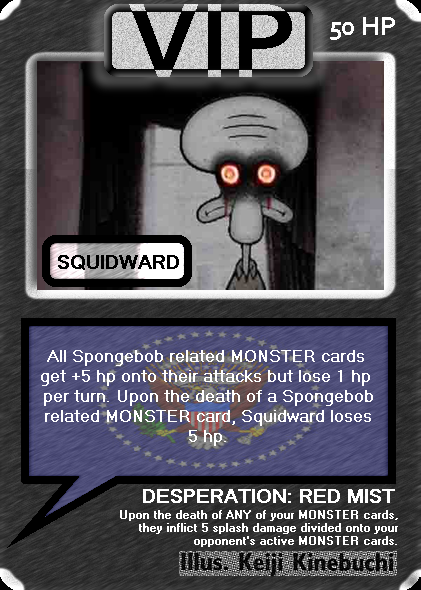 VIP
50 HP
SQUIDWARD
All Spongebob related MONSTER cards
get +5 hp onto their attacks but lose 1 hp
per turn. Upon the death of a Spongebob
related MONSTER card, Squidward loses
5 hp.
DESPERATION: RED MIST
Upon the death of ANY of your MONSTER cards,
they inflict 5 splash damage divided onto your
opponent's active MONSTER cards.
Illus. Keiji Kinebuchi